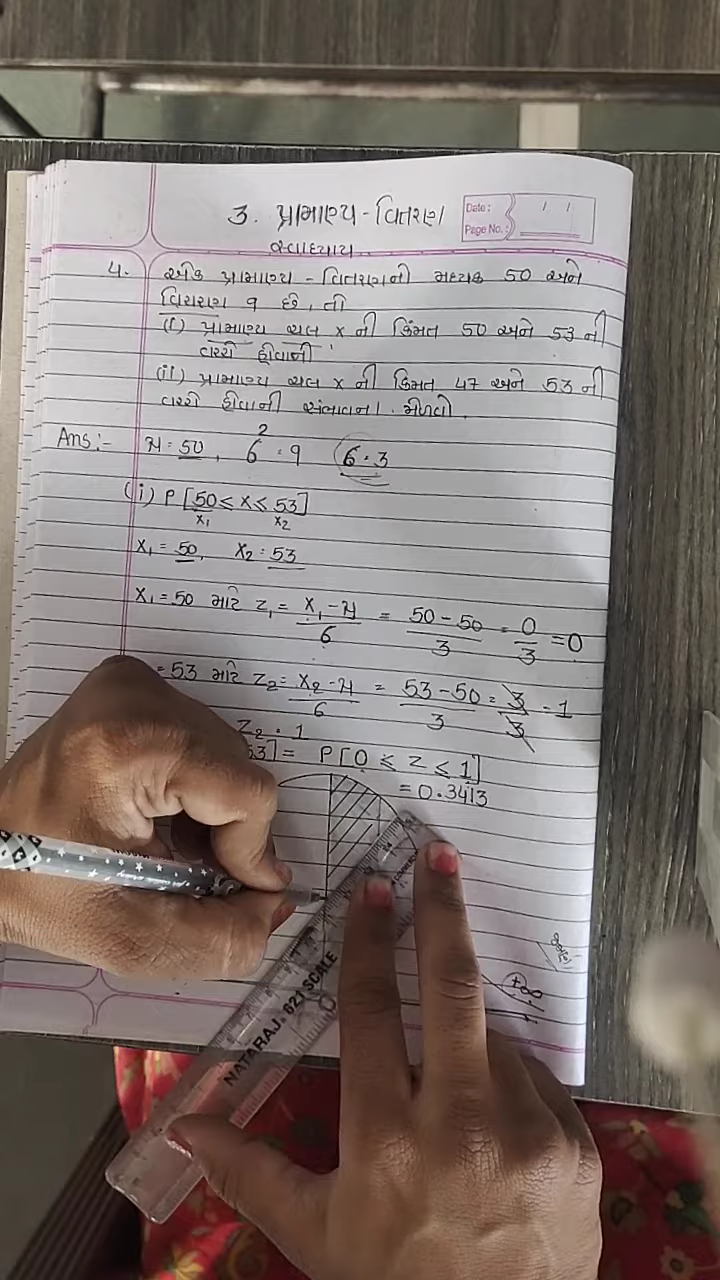 3. પ્રામાણ્ય-વિતરણ
Date: / /
Page No.:
સ્વાધ્યાય
4. એક પ્રામાણ્ય-વિતરણનો મધ્યક 50 અને
વિચરણ 9 છે, તો
(i) પ્રામાણ્ય ચલ x ની કિંમત 50 અને 53 ની
વચ્ચે હોવાની
(ii) પ્રામાણ્ય ચલ x ની કિંમત 47 અને 53 ની
વચ્ચે હોવાની સંભાવના મેળવો.
Ans:- μ = 50, σ² = 9 σ = 3
(i) P[50 ≤ x ≤ 53]
x₁ x₂
x₁ = 50, x₂ = 53
x₁ = 50 માટે z₁ = x₁-μ/σ = 50-50/3 = 0/3 = 0
= 53 માટે z₂ = x₂-μ/σ = 53-50/3 = 3/3 = 1
z₂ = 1
53] = P[0 ≤ z ≤ 1]
= 0.3413
+∞
NATARAJ 621 SCALE